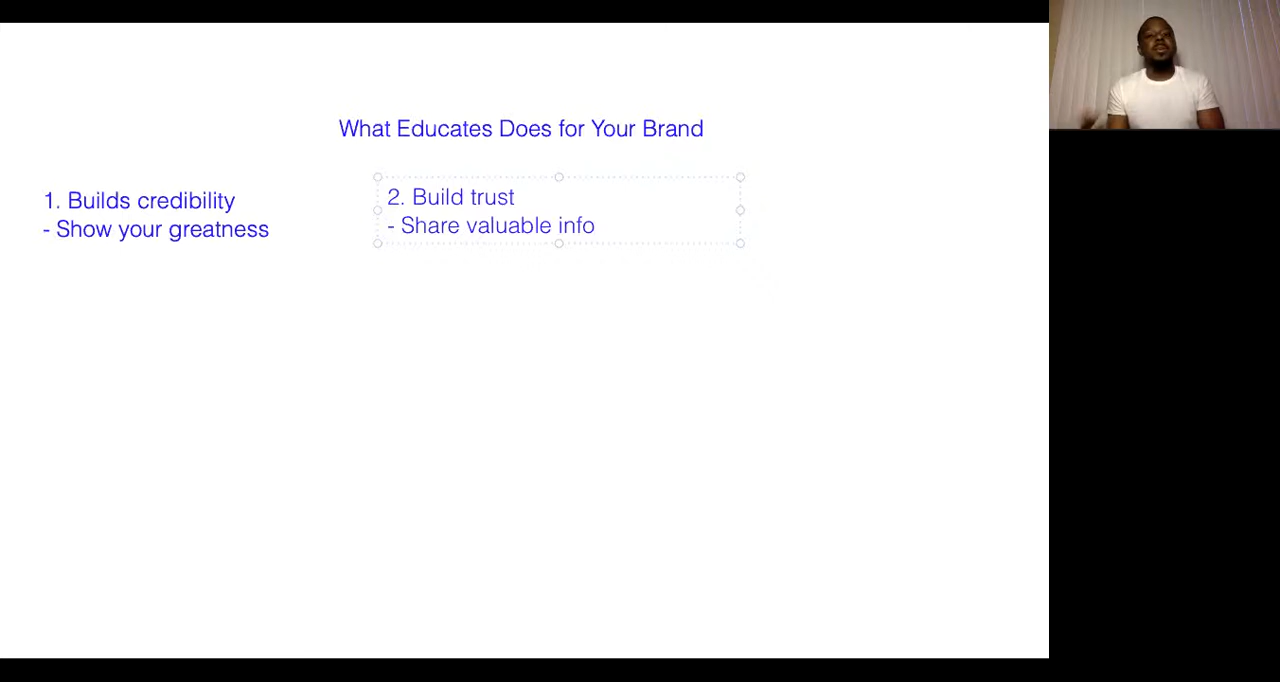 What Educates Does for Your Brand
1. Builds credibility
- Show your greatness
2. Build trust
- Share valuable info